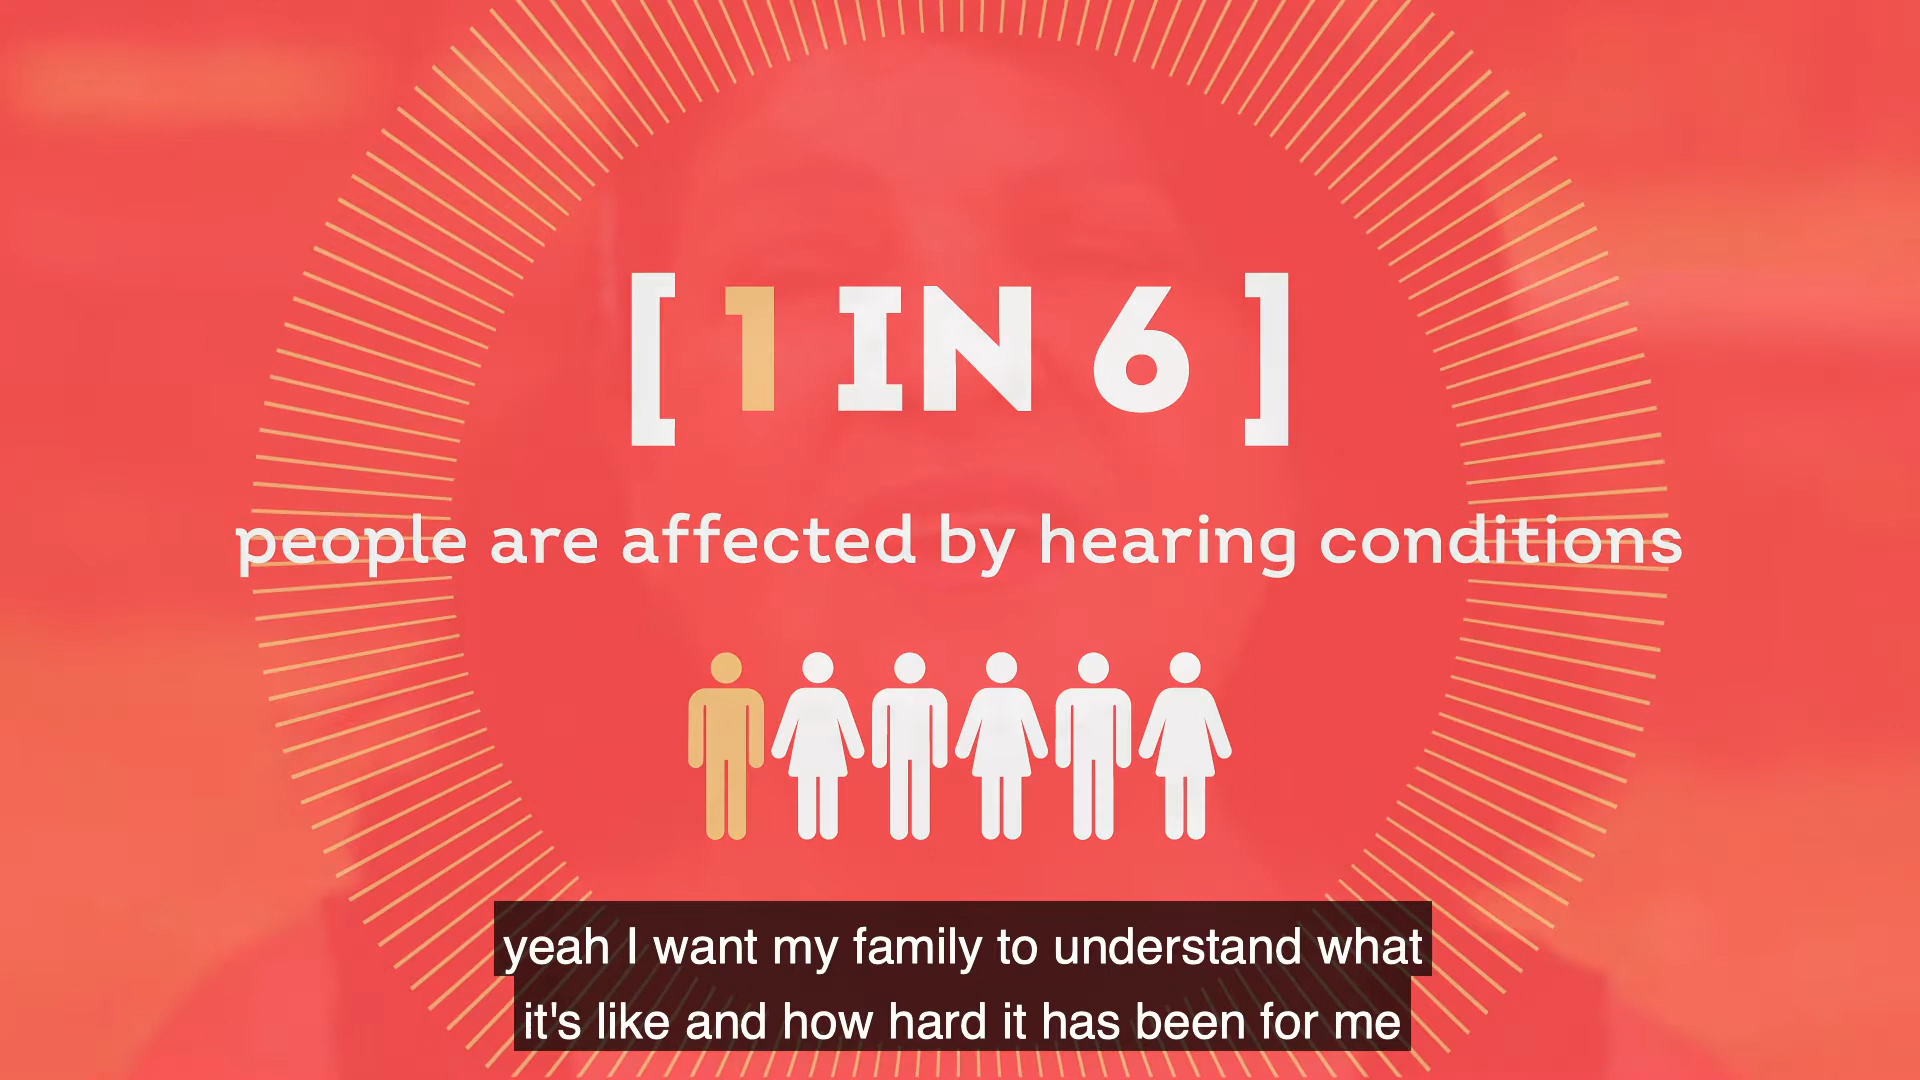 [ 1 IN 6 ]
people are affected by hearing conditions
yeah I want my family to understand what
it's like and how hard it has been for me